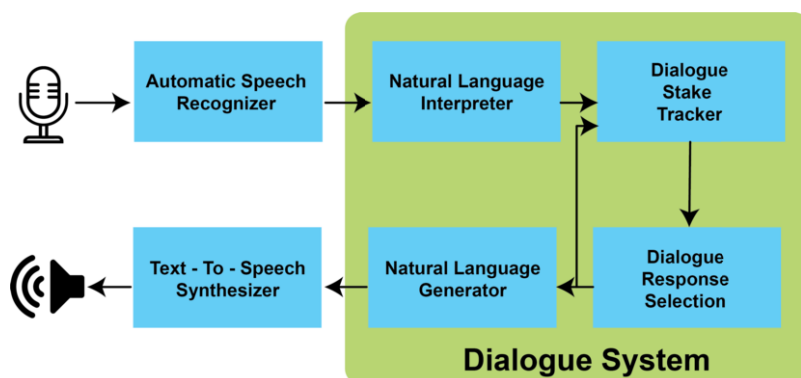 Automatic Speech
Recognizer
Natural Language
Interpreter
Dialogue
Stake
Tracker
Text - To - Speech
Synthesizer
Natural Language
Generator
Dialogue
Response
Selection
Dialogue System